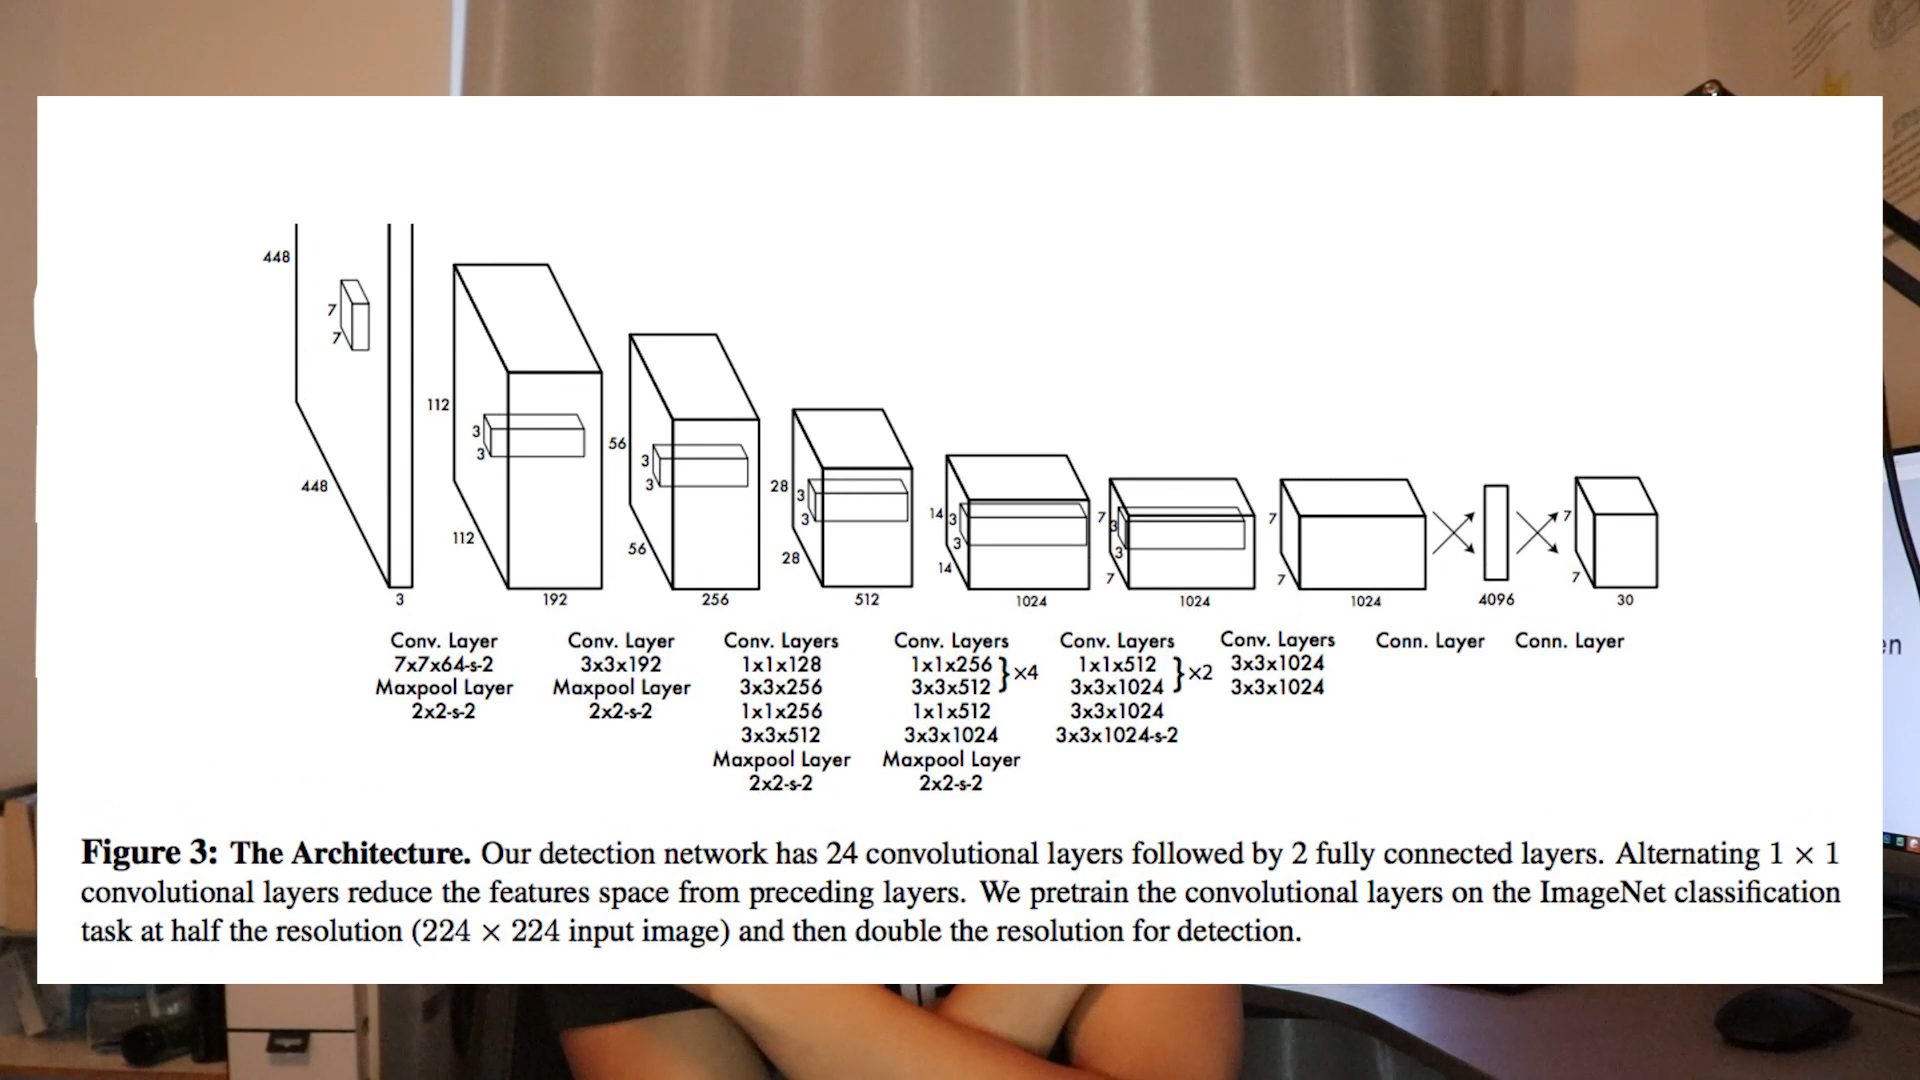 448
7
7
448
3
112
3
3
112
192
56
3
3
56
256
28
3
3
28
512
14
3
3
14
1024
7
3
3
7
1024
7
7
1024
4096
7
7
30
Conv. Layer
7x7x64-s-2
Maxpool Layer
2x2-s-2
Conv. Layer
3x3x192
Maxpool Layer
2x2-s-2
Conv. Layers
1x1x128
3x3x256
1x1x256
3x3x512
Maxpool Layer
2x2-s-2
Conv. Layers
1x1x256
3x3x512 }×4
1x1x512
3x3x1024
Maxpool Layer
2x2-s-2
Conv. Layers
1x1x512
3x3x1024 }×2
3x3x1024
3x3x1024-s-2
Conv. Layers
3x3x1024
3x3x1024
Conn. Layer
Conn. Layer
Figure 3: The Architecture. Our detection network has 24 convolutional layers followed by 2 fully connected layers. Alternating 1 × 1
convolutional layers reduce the features space from preceding layers. We pretrain the convolutional layers on the ImageNet classification
task at half the resolution (224 × 224 input image) and then double the resolution for detection.